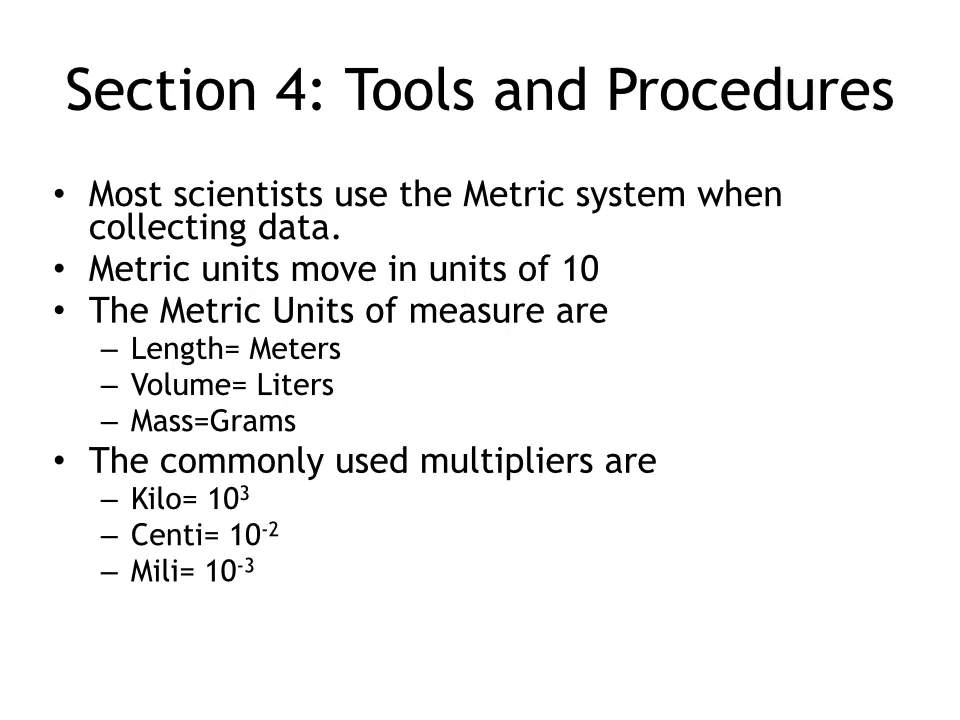 Section 4: Tools and Procedures
• Most scientists use the Metric system when
collecting data.
• Metric units move in units of 10
• The Metric Units of measure are
– Length= Meters
– Volume= Liters
– Mass=Grams
• The commonly used multipliers are
– Kilo= 10³
– Centi= 10⁻²
– Mili= 10⁻³